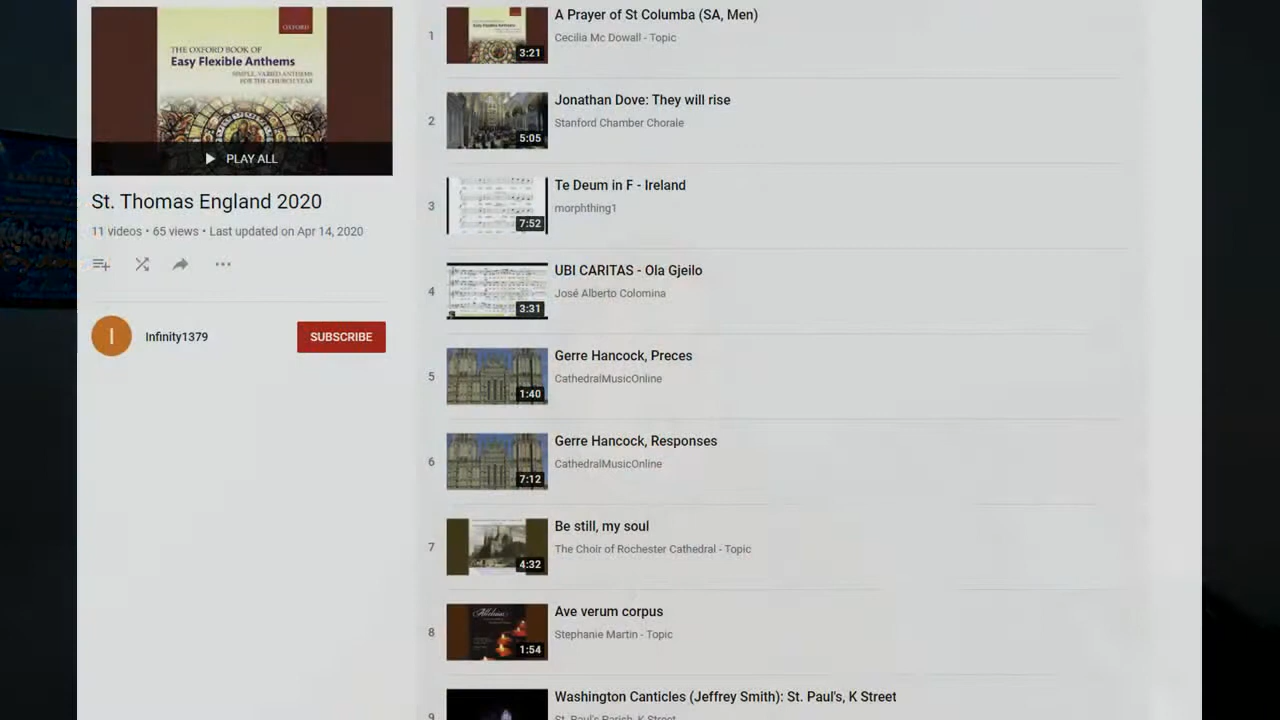 OXFORD
THE OXFORD BOOK OF
Easy Flexible Anthems
SIMPLE, VARIED ANTHEMS
FOR THE CHURCH YEAR
PLAY ALL
St. Thomas England 2020
11 videos • 65 views • Last updated on Apr 14, 2020
I
Infinity1379
SUBSCRIBE
1
3:21
A Prayer of St Columba (SA, Men)
Cecilia Mc Dowall - Topic
2
5:05
Jonathan Dove: They will rise
Stanford Chamber Chorale
3
7:52
Te Deum in F - Ireland
morphthing1
4
3:31
UBI CARITAS - Ola Gjeilo
José Alberto Colomina
5
1:40
Gerre Hancock, Preces
CathedralMusicOnline
6
7:12
Gerre Hancock, Responses
CathedralMusicOnline
7
4:32
Be still, my soul
The Choir of Rochester Cathedral - Topic
8
1:54
Ave verum corpus
Stephanie Martin - Topic
9
Washington Canticles (Jeffrey Smith): St. Paul's, K Street
St. Paul's Parish, K Street